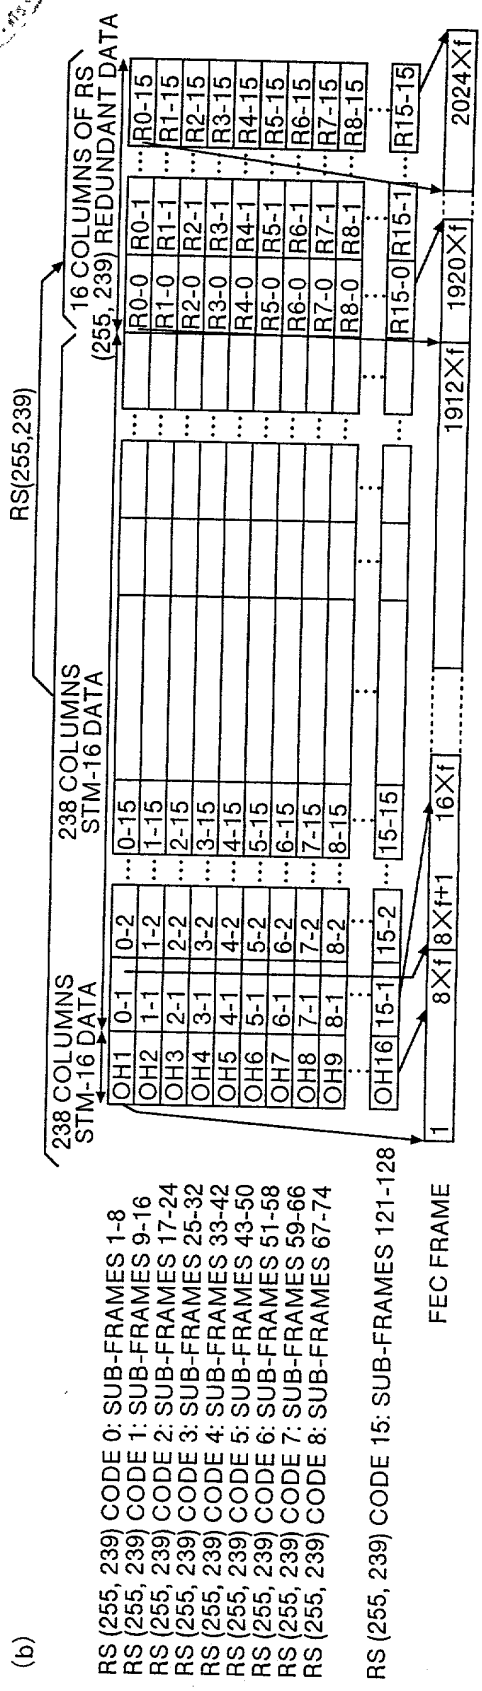 (b)
RS(255,239)
238 COLUMNS
STM-16 DATA
238 COLUMNS
STM-16 DATA
16 COLUMNS OF RS
(255, 239) REDUNDANT DATA
RS (255, 239) CODE 0: SUB-FRAMES 1-8 OH1 0-1 0-2 ... 0-15 ... R0-0 R0-1 ... R0-15
RS (255, 239) CODE 1: SUB-FRAMES 9-16 OH2 1-1 1-2 1-15 R1-0 R1-1 R1-15
RS (255, 239) CODE 2: SUB-FRAMES 17-24 OH3 2-1 2-2 2-15 R2-0 R2-1 R2-15
RS (255, 239) CODE 3: SUB-FRAMES 25-32 OH4 3-1 3-2 3-15 R3-0 R3-1 R3-15
RS (255, 239) CODE 4: SUB-FRAMES 33-42 OH5 4-1 4-2 4-15 R4-0 R4-1 R4-15
RS (255, 239) CODE 5: SUB-FRAMES 43-50 OH6 5-1 5-2 5-15 R5-0 R5-1 R5-15
RS (255, 239) CODE 6: SUB-FRAMES 51-58 OH7 6-1 6-2 6-15 R6-0 R6-1 R6-15
RS (255, 239) CODE 7: SUB-FRAMES 59-66 OH8 7-1 7-2 7-15 R7-0 R7-1 R7-15
RS (255, 239) CODE 8: SUB-FRAMES 67-74 OH9 8-1 8-2 ... 8-15 ... R8-0 R8-1 ... R8-15
RS (255, 239) CODE 15: SUB-FRAMES 121-128 OH16 15-1 15-2 ... 15-15 ... R15-0 R15-1 ... R15-15
FEC FRAME 1 8×f 8×f+1 16×f 1912×f 1920×f 2024×f